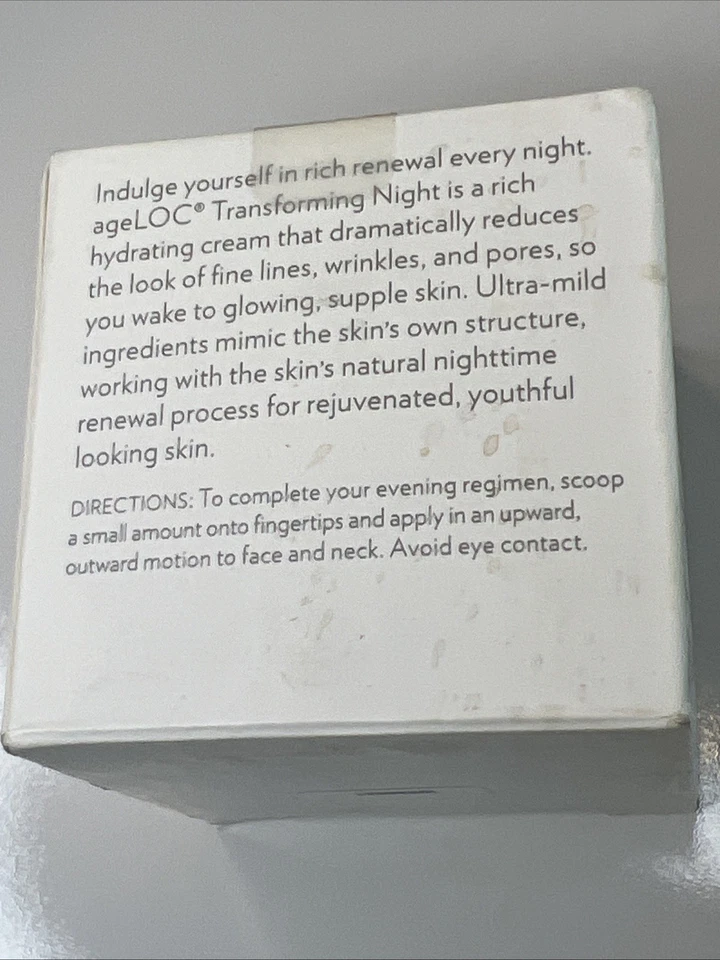 Indulge yourself in rich renewal every night.
ageLOC® Transforming Night is a rich
hydrating cream that dramatically reduces
the look of fine lines, wrinkles, and pores, so
you wake to glowing, supple skin. Ultra-mild
ingredients mimic the skin's own structure,
working with the skin's natural nighttime
renewal process for rejuvenated, youthful
looking skin.
DIRECTIONS: To complete your evening regimen, scoop
a small amount onto fingertips and apply in an upward,
outward motion to face and neck. Avoid eye contact.